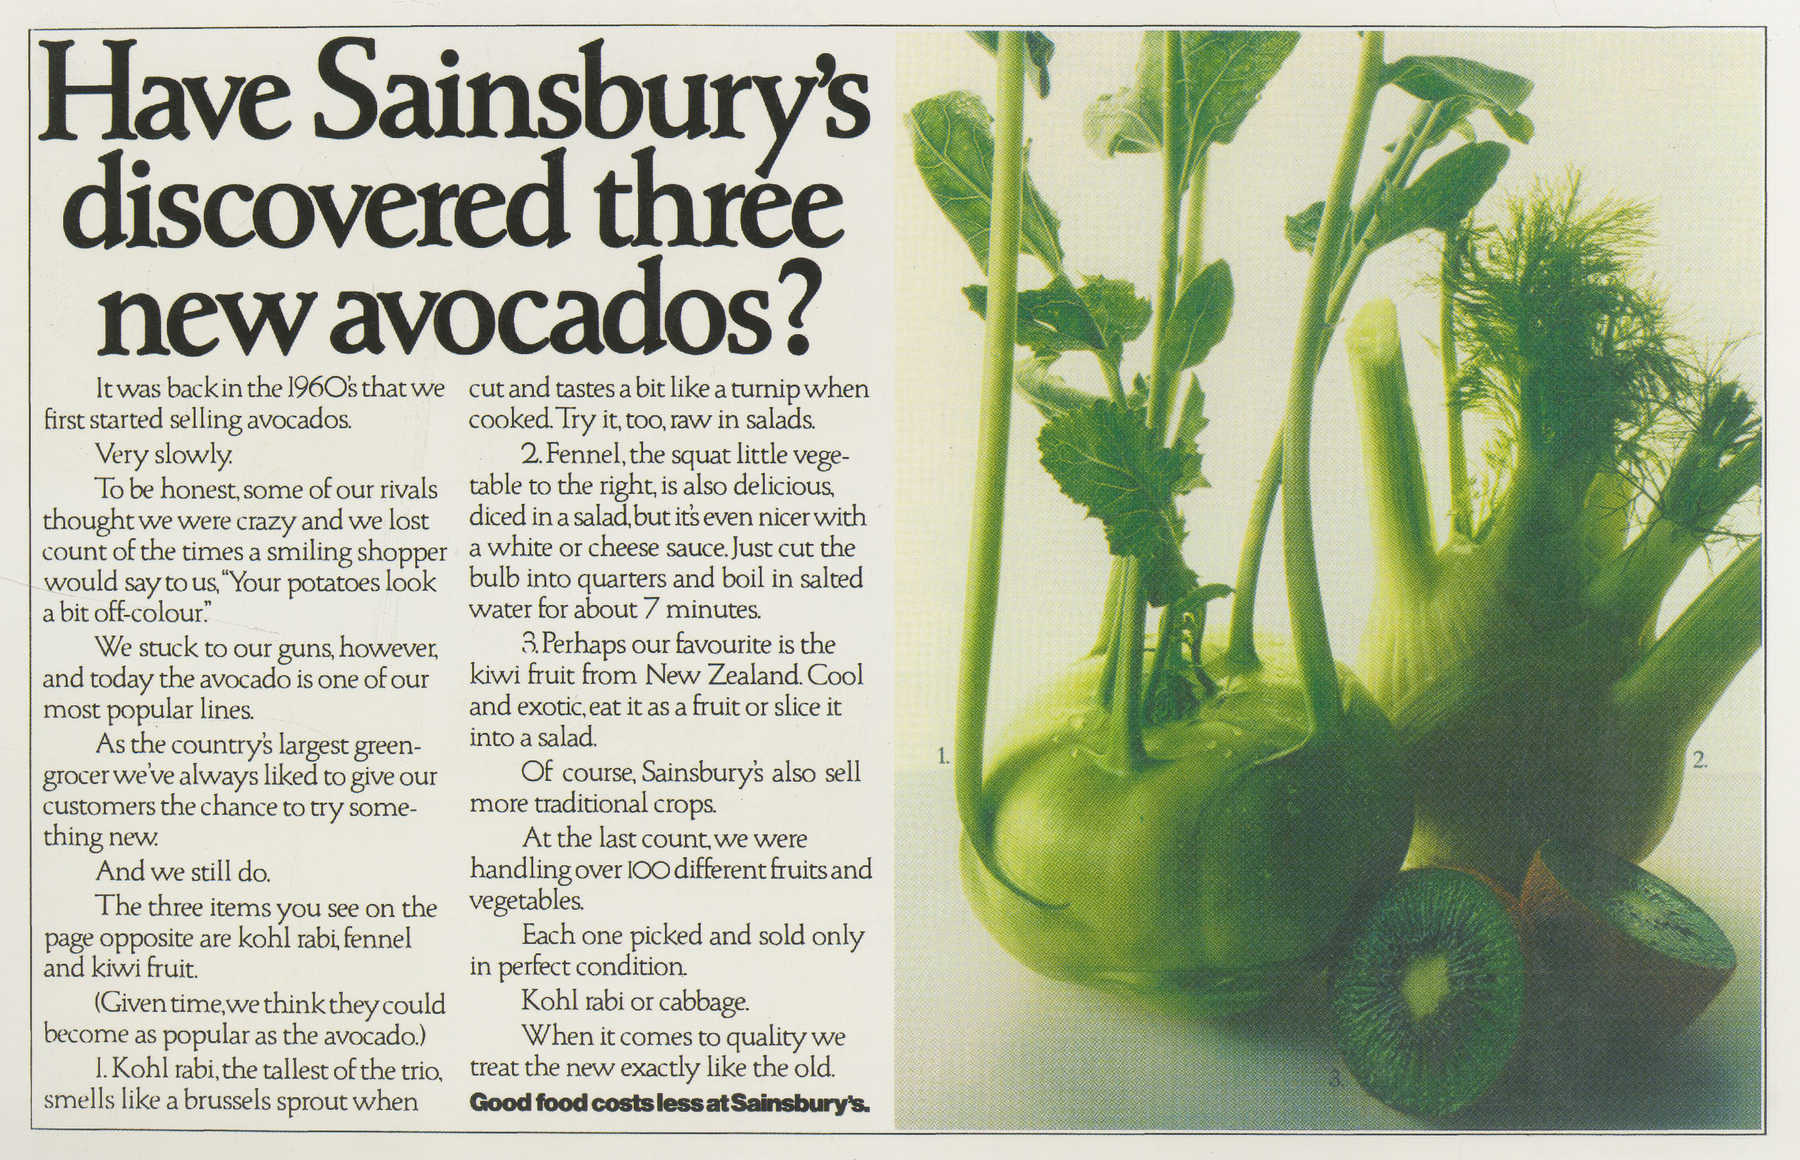 Have Sainsbury's
discovered three
new avocados?
It was back in the 1960's that we
first started selling avocados.
Very slowly.
To be honest, some of our rivals
thought we were crazy and we lost
count of the times a smiling shopper
would say to us, “Your potatoes look
a bit off-colour.”
We stuck to our guns, however,
and today the avocado is one of our
most popular lines.
As the country's largest green-
grocer we've always liked to give our
customers the chance to try some-
thing new.
And we still do.
The three items you see on the
page opposite are kohl rabi, fennel
and kiwi fruit.
(Given time, we think they could
become as popular as the avocado.)
1. Kohl rabi, the tallest of the trio,
smells like a brussels sprout when
cut and tastes a bit like a turnip when
cooked. Try it, too, raw in salads.
2. Fennel, the squat little vege-
table to the right, is also delicious,
diced in a salad, but it's even nicer with
a white or cheese sauce. Just cut the
bulb into quarters and boil in salted
water for about 7 minutes.
3. Perhaps our favourite is the
kiwi fruit from New Zealand. Cool
and exotic, eat it as a fruit or slice it
into a salad.
Of course, Sainsbury's also sell
more traditional crops.
At the last count, we were
handling over 100 different fruits and
vegetables.
Each one picked and sold only
in perfect condition.
Kohl rabi or cabbage.
When it comes to quality we
treat the new exactly like the old.
Good food costs less at Sainsbury's.
1.
2.
3.